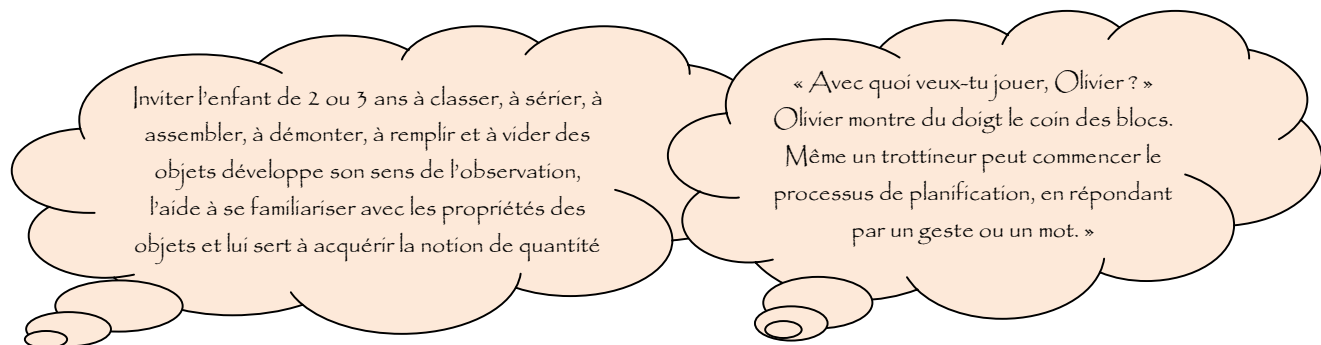 Inviter l'enfant de 2 ou 3 ans à classer, à sérier, à
assembler, à démonter, à remplir et à vider des
objets développe son sens de l'observation,
l'aide à se familiariser avec les propriétés des
objets et lui sert à acquérir la notion de quantité
« Avec quoi veux-tu jouer, Olivier ? »
Olivier montre du doigt le coin des blocs.
Même un trottineur peut commencer le
processus de planification, en répondant
par un geste ou un mot. »